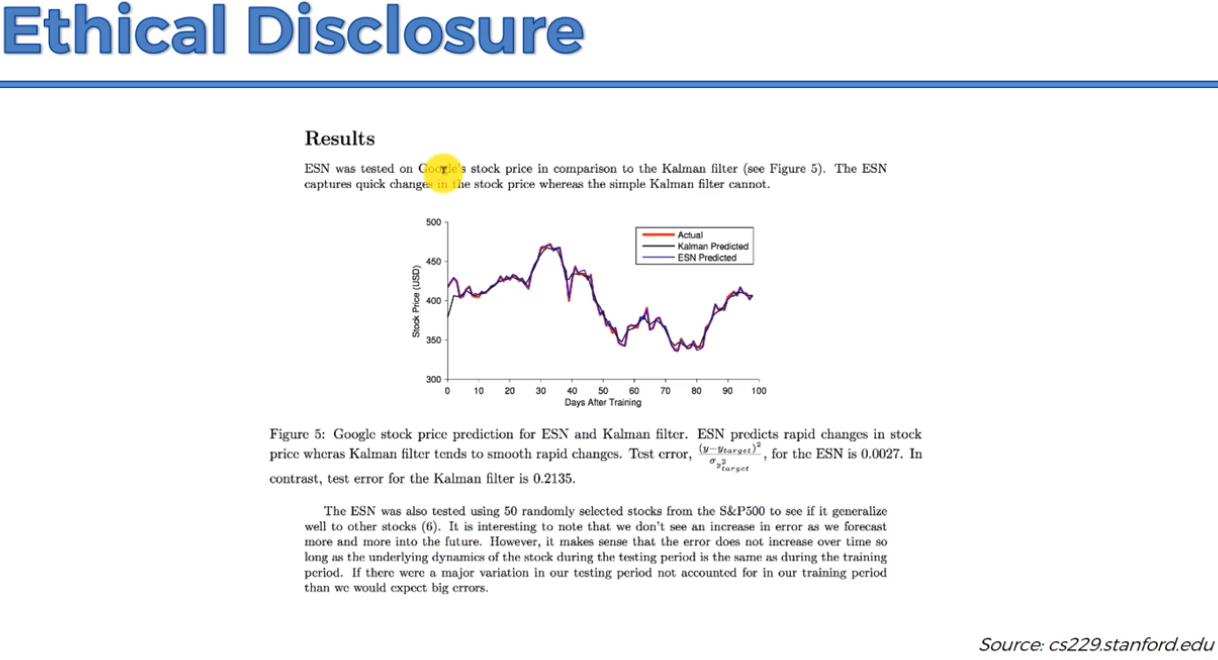 Ethical Disclosure
Results
ESN was tested on Google's stock price in comparison to the Kalman filter (see Figure 5). The ESN
captures quick changes in the stock price whereas the simple Kalman filter cannot.
500
450
400
350
300
Stock Price (USD)
Actual
Kalman Predicted
ESN Predicted
0 10 20 30 40 50 60 70 80 90 100
Days After Training
Figure 5: Google stock price prediction for ESN and Kalman filter. ESN predicts rapid changes in stock
price wheras Kalman filter tends to smooth rapid changes. Test error, (y−y_target)² / σ_y²_target, for the ESN is 0.0027. In
contrast, test error for the Kalman filter is 0.2135.
The ESN was also tested using 50 randomly selected stocks from the S&P500 to see if it generalize
well to other stocks (6). It is interesting to note that we don't see an increase in error as we forecast
more and more into the future. However, it makes sense that the error does not increase over time so
long as the underlying dynamics of the stock during the testing period is the same as during the training
period. If there were a major variation in our testing period not accounted for in our training period
than we would expect big errors.
Source: cs229.stanford.edu